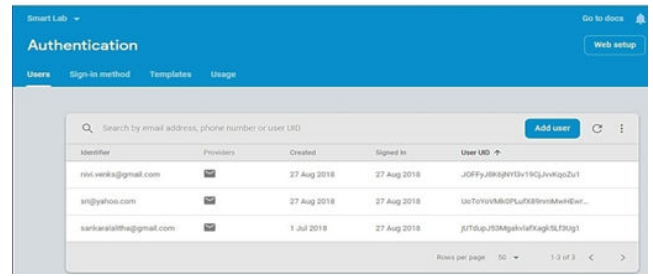 Smart Lab Go to docs
Authentication Web setup
Users Sign-in method Templates Usage
Search by email address, phone number or user UID Add user
Identifier Providers Created Signed In User UID
nivi.venks@gmail.com 27 Aug 2018 27 Aug 2018
sri@yahoo.com 27 Aug 2018 27 Aug 2018
sankaralalitha@gmail.com 1 Jul 2018 27 Aug 2018
Rows per page: 50 1-3 of 3